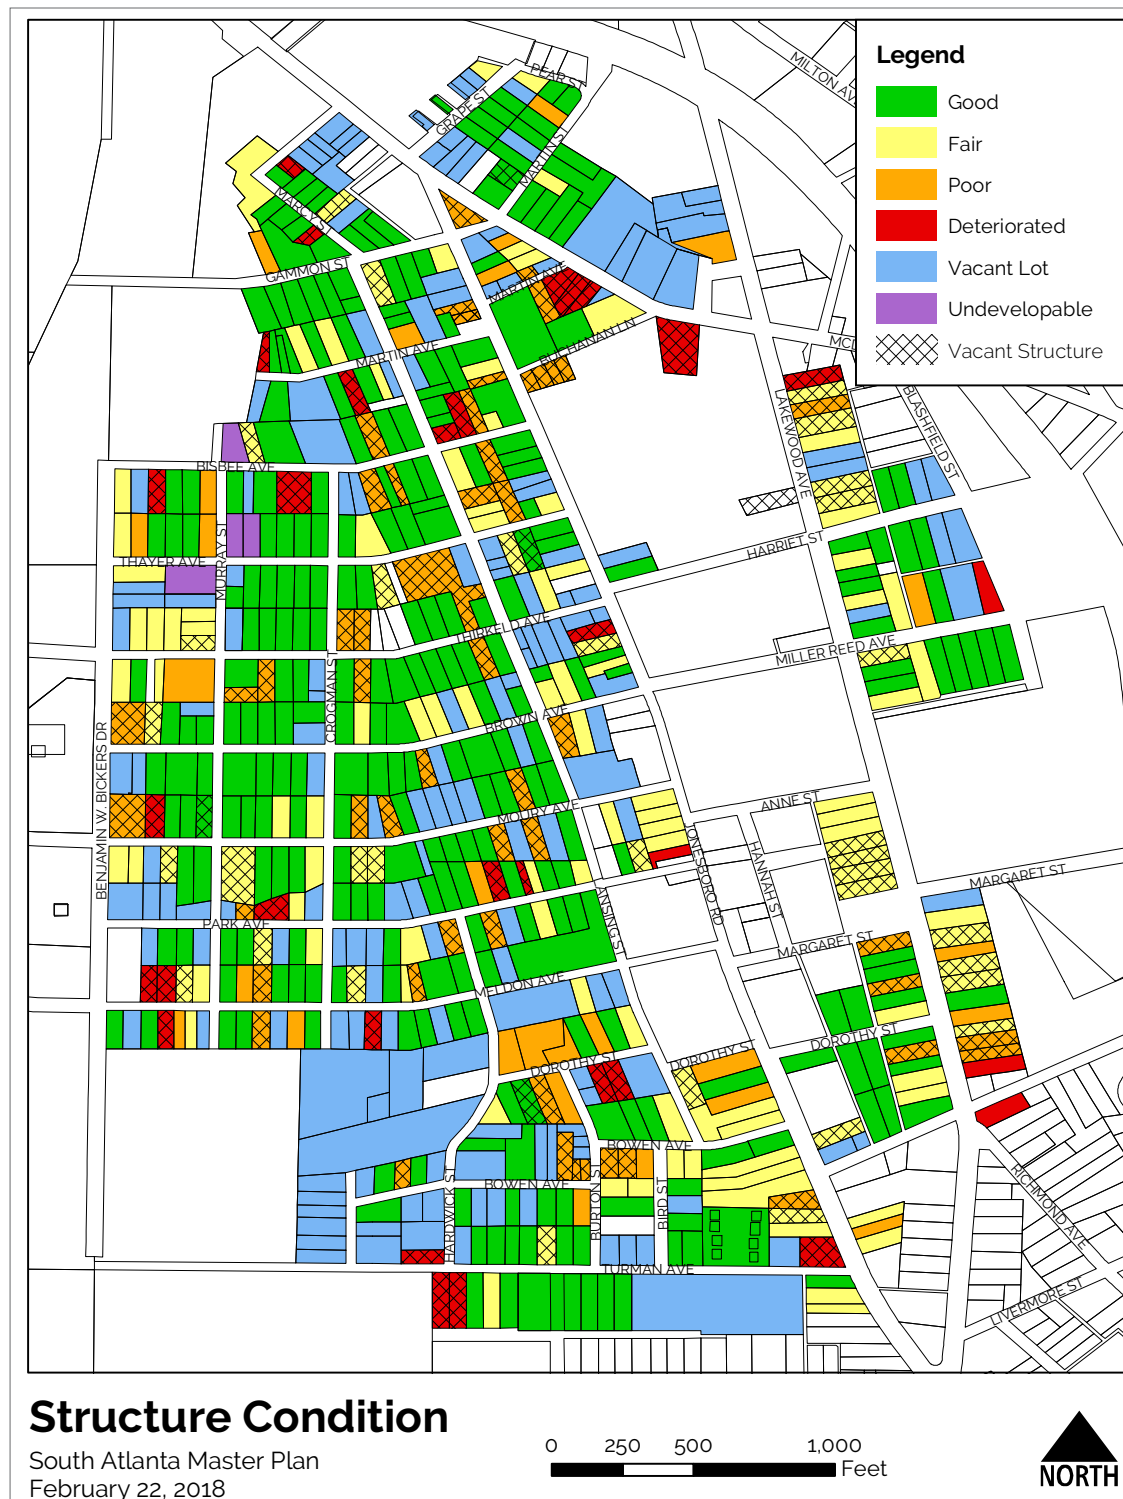 Legend
Good
Fair
Poor
Deteriorated
Vacant Lot
Undevelopable
Vacant Structure
MILTON AV
PEAR ST
GRAPE ST
MARTIN ST
MARCY S
GAMMON ST
MARTIN AVE
BUCHANAN LN
MARTIN AVE
LAKEWOOD AVE
BLASHFIELD ST
BISBEE AVE
MURRAY ST
THAYER AVE
HARRIET ST
THIRKELD AVE
MILLER REED AVE
CROGMAN ST
BENJAMIN W. BICKERS DR
BROWN AVE
MOURY AVE
ANNE ST
JONESBORO RD
HANNAH ST
MARGARET ST
PARK AVE
ANSING S
MARGARET ST
MELDON AVE
DOROTHY ST
DOROTHY ST
DOROTHY ST
BOWEN AVE
BOWEN AVE
HARDWICK ST
BURTON ST
BIRD ST
RICHMOND AVE
TURMAN AVE
LIVERMORE ST
Structure Condition
South Atlanta Master Plan
February 22, 2018
0 250 500 1,000
Feet
NORTH